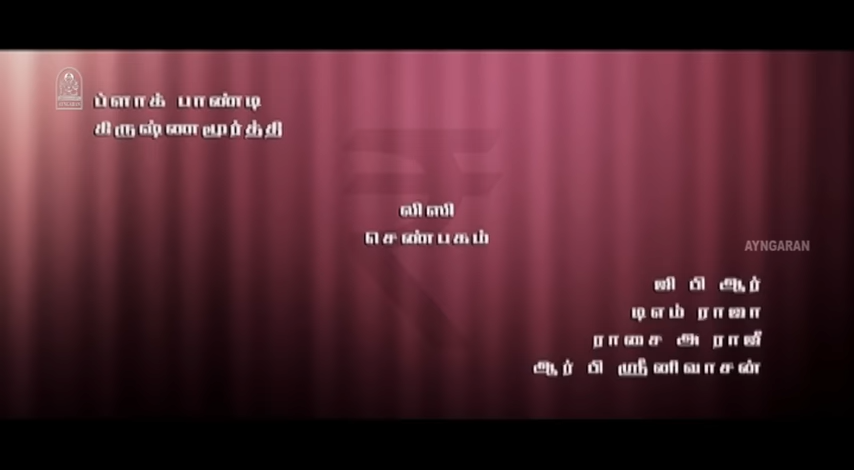 ப்ளாக் பாண்டி
கிருஷ்ணமூர்த்தி
லிஸி
செண்பகம்
AYNGARAN
ஜி பி ஆர்
டிஎம் ராஜா
ராசை அ ராஜீ
ஆர் பி ஸ்ரீனிவாசன்